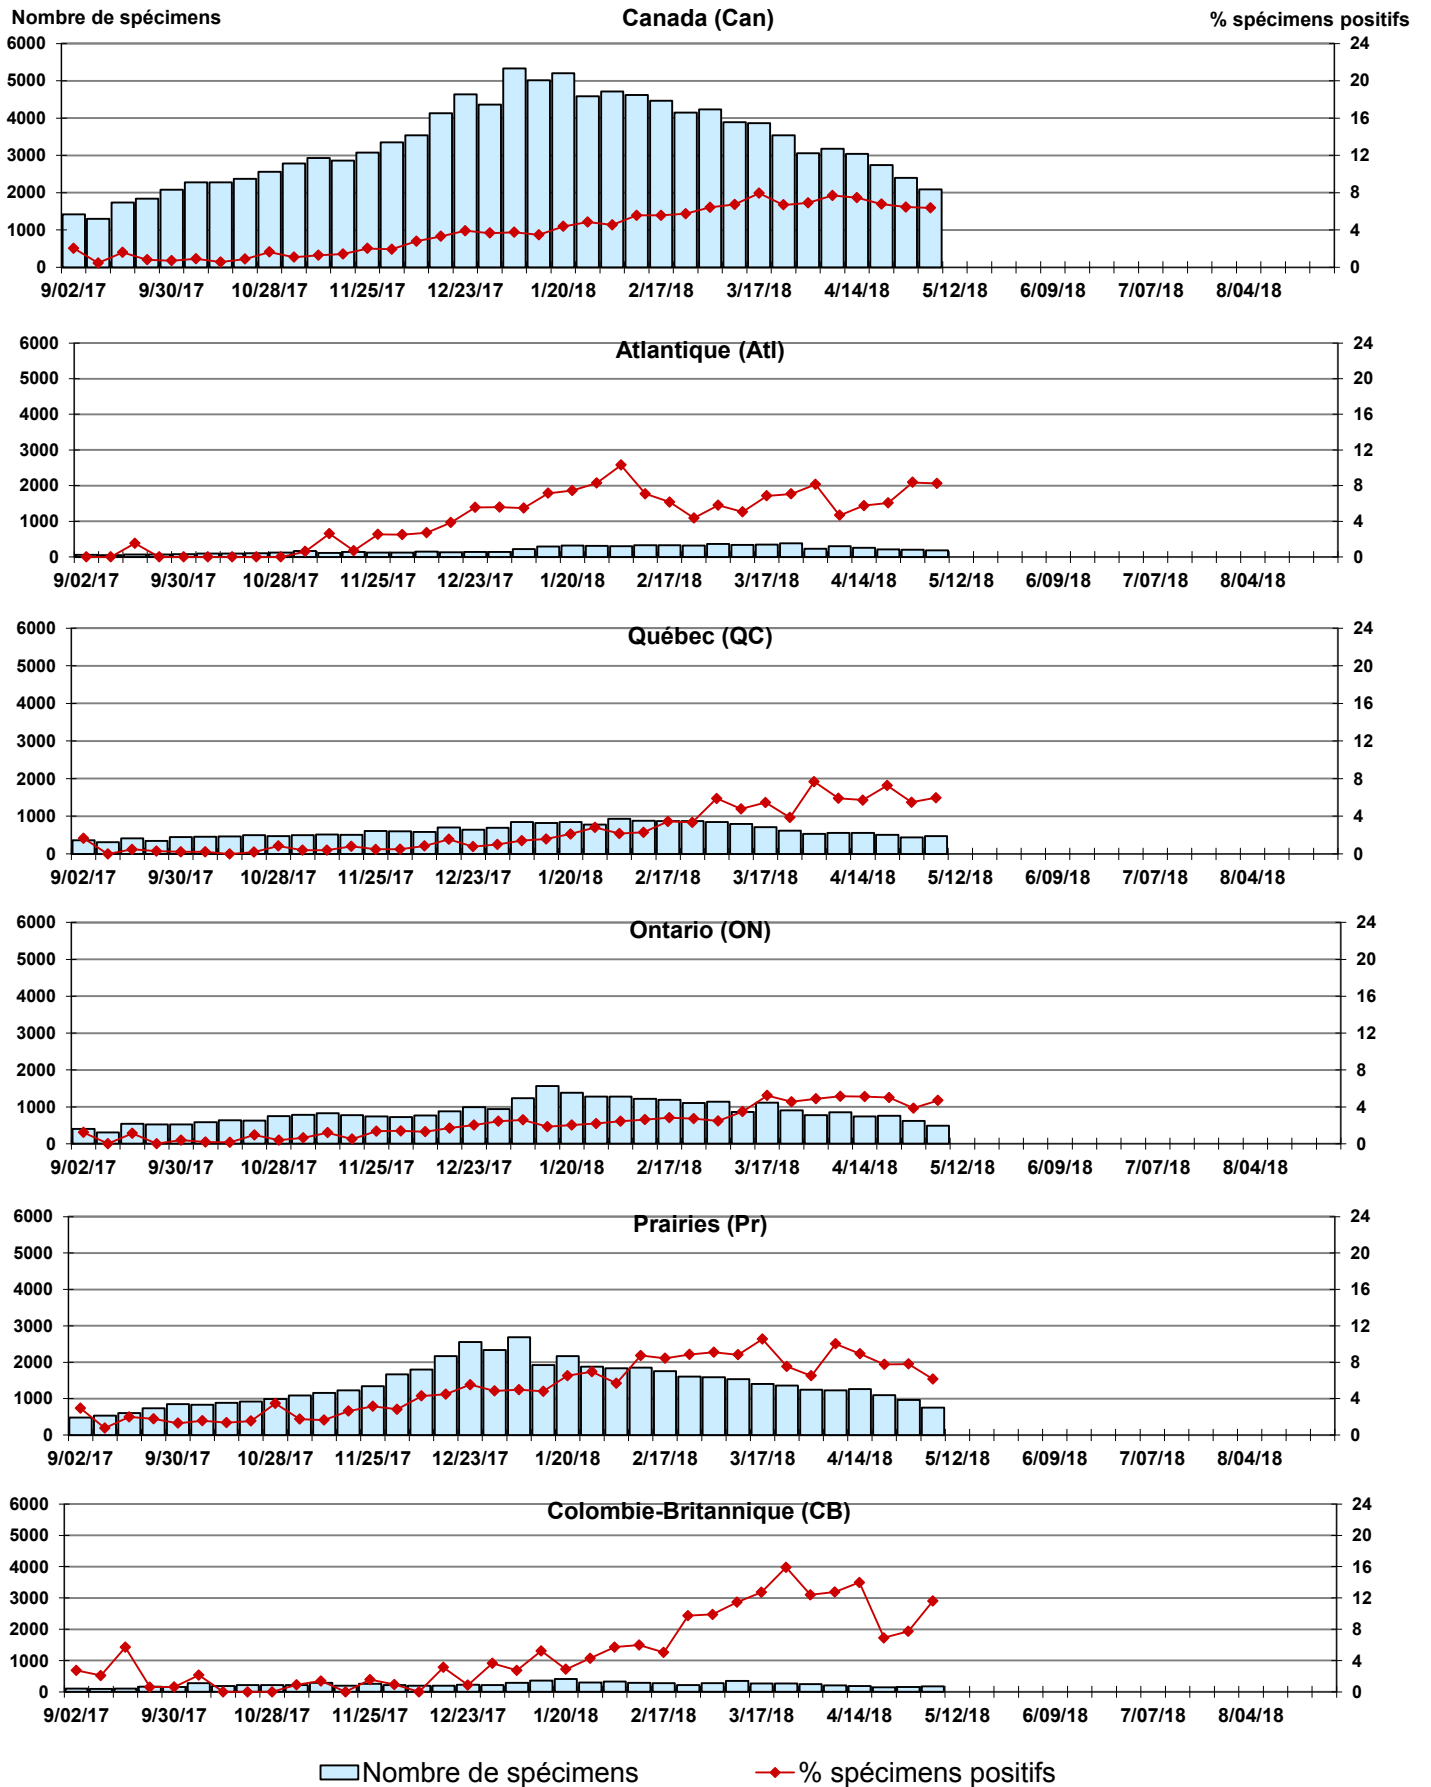 Nombre de spécimens
Canada (Can)
% spécimens positifs
6000 24
5000 20
4000 16
3000 12
2000 8
1000 4
0 0
9/02/17 9/30/17 10/28/17 11/25/17 12/23/17 1/20/18 2/17/18 3/17/18 4/14/18 5/12/18 6/09/18 7/07/18 8/04/18
Atlantique (Atl)
6000 24
5000 20
4000 16
3000 12
2000 8
1000 4
0 0
9/02/17 9/30/17 10/28/17 11/25/17 12/23/17 1/20/18 2/17/18 3/17/18 4/14/18 5/12/18 6/09/18 7/07/18 8/04/18
Québec (QC)
6000 24
5000 20
4000 16
3000 12
2000 8
1000 4
0 0
9/02/17 9/30/17 10/28/17 11/25/17 12/23/17 1/20/18 2/17/18 3/17/18 4/14/18 5/12/18 6/09/18 7/07/18 8/04/18
Ontario (ON)
6000 24
5000 20
4000 16
3000 12
2000 8
1000 4
0 0
9/02/17 9/30/17 10/28/17 11/25/17 12/23/17 1/20/18 2/17/18 3/17/18 4/14/18 5/12/18 6/09/18 7/07/18 8/04/18
Prairies (Pr)
6000 24
5000 20
4000 16
3000 12
2000 8
1000 4
0 0
9/02/17 9/30/17 10/28/17 11/25/17 12/23/17 1/20/18 2/17/18 3/17/18 4/14/18 5/12/18 6/09/18 7/07/18 8/04/18
Colombie-Britannique (CB)
6000 24
5000 20
4000 16
3000 12
2000 8
1000 4
0 0
9/02/17 9/30/17 10/28/17 11/25/17 12/23/17 1/20/18 2/17/18 3/17/18 4/14/18 5/12/18 6/09/18 7/07/18 8/04/18
Nombre de spécimens
% spécimens positifs